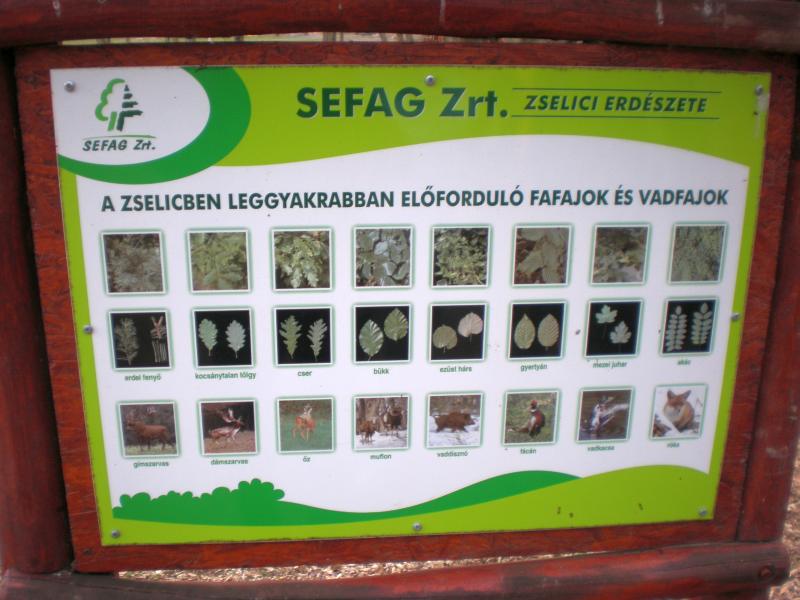 SEFAG Zrt.
SEFAG Zrt. ZSELICI ERDÉSZETE
A ZSELICBEN LEGGYAKRABBAN ELŐFORDULÓ FAFAJOK ÉS VADFAJOK
erdei fenyő kocsánytalan tölgy cser bükk ezüst hárs gyertyán mezei juhar akác
gímszarvas dámszarvas őz muflon vaddisznó fácán vadkacsa róka